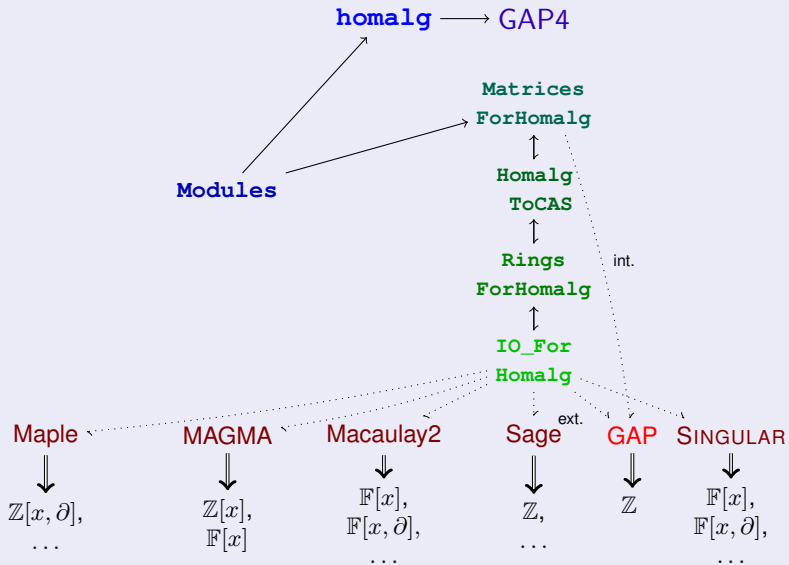 homalg GAP4
Matrices
ForHomalg
Modules
Homalg
ToCAS
Rings
ForHomalg
int.
IO_For
Homalg
ext.
Maple MAGMA Macaulay2 Sage GAP SINGULAR
ℤ[x, ∂], ℤ[x], 𝔽[x], ℤ, ℤ 𝔽[x],
... 𝔽[x] 𝔽[x, ∂], ... 𝔽[x, ∂],
... ...